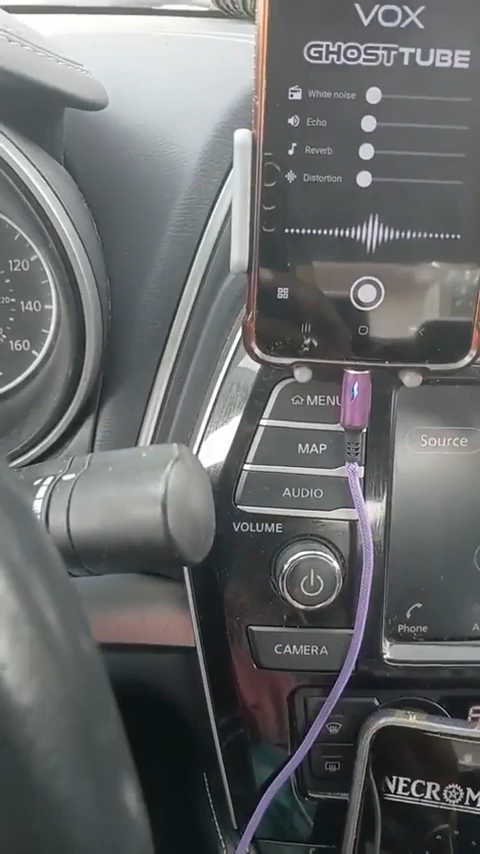 VOX
GHOSTTUBE
White noise
Echo
Reverb
Distortion
120
140
160
MENU
MAP
AUDIO
VOLUME
CAMERA
Source
Phone
NECROM